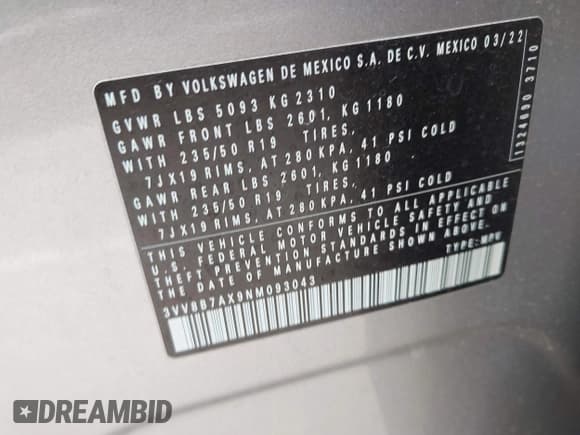 MFD BY VOLKSWAGEN DE MEXICO S.A. DE C.V. MEXICO 03/22
GVWR LBS 5093 KG 2310
GAWR FRONT LBS 2601, KG 1180
WITH 235/50 R19 TIRES,
7JX19 RIMS, AT 280 KPA, 41 PSI COLD
GAWR REAR LBS 2601, KG 1180
WITH 235/50 R19 TIRES,
7JX19 RIMS, AT 280 KPA, 41 PSI COLD
THIS VEHICLE CONFORMS TO ALL APPLICABLE
U.S. FEDERAL MOTOR VEHICLE SAFETY AND
THEFT PREVENTION STANDARDS IN EFFECT ON
THE DATE OF MANUFACTURE SHOWN ABOVE.
TYPE: MPV
3VV8B7AX9NM093043
1324690 3710
DREAMBID